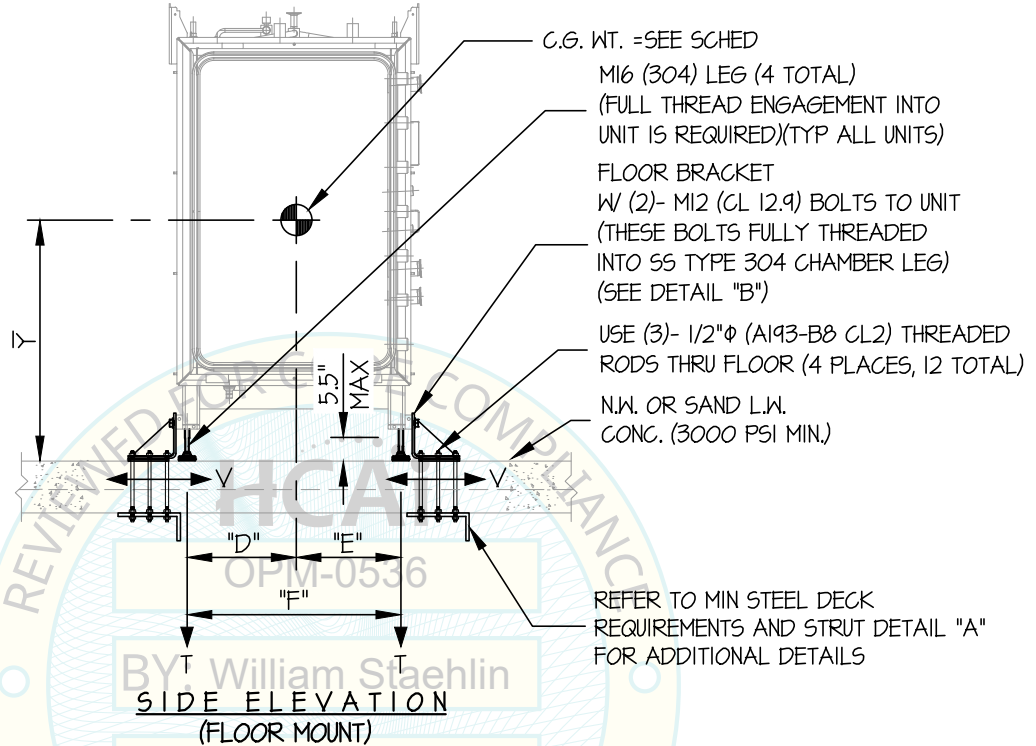 C.G. WT. =SEE SCHED
M16 (304) LEG (4 TOTAL)
(FULL THREAD ENGAGEMENT INTO
UNIT IS REQUIRED)(TYP ALL UNITS)
FLOOR BRACKET
W/ (2)- M12 (CL 12.9) BOLTS TO UNIT
(THESE BOLTS FULLY THREADED
INTO SS TYPE 304 CHAMBER LEG)
(SEE DETAIL "B")
USE (3)- 1/2"Φ (A193-B8 CL2) THREADED
RODS THRU FLOOR (4 PLACES, 12 TOTAL)
N.W. OR SAND L.W.
CONC. (3000 PSI MIN.)
Y̅
5.5"
MAX
V
V
"D"
"E"
"F"
T
T
REFER TO MIN STEEL DECK
REQUIREMENTS AND STRUT DETAIL "A"
FOR ADDITIONAL DETAILS
SIDE ELEVATION
(FLOOR MOUNT)
REVIEWED FOR CODE COMPLIANCE
HCAI
OPM-0536
BY: William Staehlin